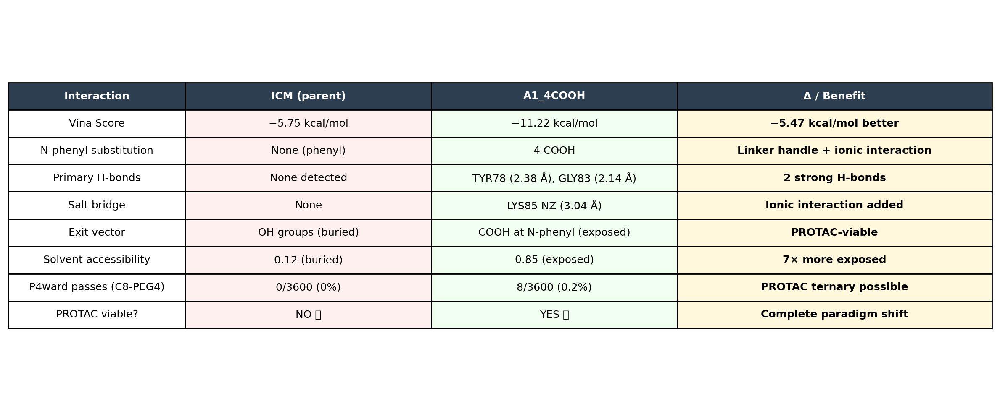 Interaction ICM (parent) A1_4COOH Δ / Benefit
Vina Score −5.75 kcal/mol −11.22 kcal/mol −5.47 kcal/mol better
N-phenyl substitution None (phenyl) 4-COOH Linker handle + ionic interaction
Primary H-bonds None detected TYR78 (2.38 Å), GLY83 (2.14 Å) 2 strong H-bonds
Salt bridge None LYS85 NZ (3.04 Å) Ionic interaction added
Exit vector OH groups (buried) COOH at N-phenyl (exposed) PROTAC-viable
Solvent accessibility 0.12 (buried) 0.85 (exposed) 7× more exposed
P4ward passes (C8-PEG4) 0/3600 (0%) 8/3600 (0.2%) PROTAC ternary possible
PROTAC viable? NO YES Complete paradigm shift